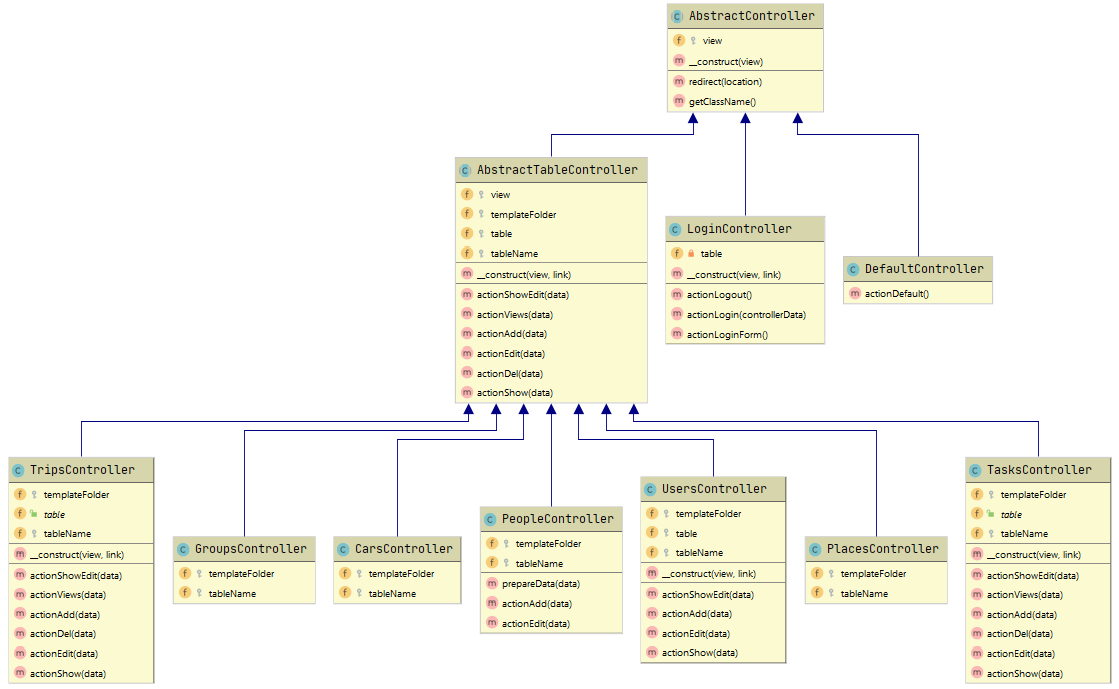 AbstractController
view
__construct(view)
redirect(location)
getClassName()
AbstractTableController
view
templateFolder
table
tableName
__construct(view, link)
actionShowEdit(data)
actionViews(data)
actionAdd(data)
actionEdit(data)
actionDel(data)
actionShow(data)
LoginController
table
__construct(view, link)
actionLogout()
actionLogin(controllerData)
actionLoginForm()
DefaultController
actionDefault()
TripsController
templateFolder
table
tableName
__construct(view, link)
actionShowEdit(data)
actionViews(data)
actionAdd(data)
actionDel(data)
actionEdit(data)
actionShow(data)
GroupsController
templateFolder
tableName
CarsController
templateFolder
tableName
PeopleController
templateFolder
tableName
prepareData(data)
actionAdd(data)
actionEdit(data)
UsersController
templateFolder
table
tableName
__construct(view, link)
actionShowEdit(data)
actionAdd(data)
actionEdit(data)
actionShow(data)
PlacesController
templateFolder
tableName
TasksController
templateFolder
table
tableName
__construct(view, link)
actionShowEdit(data)
actionViews(data)
actionAdd(data)
actionDel(data)
actionEdit(data)
actionShow(data)